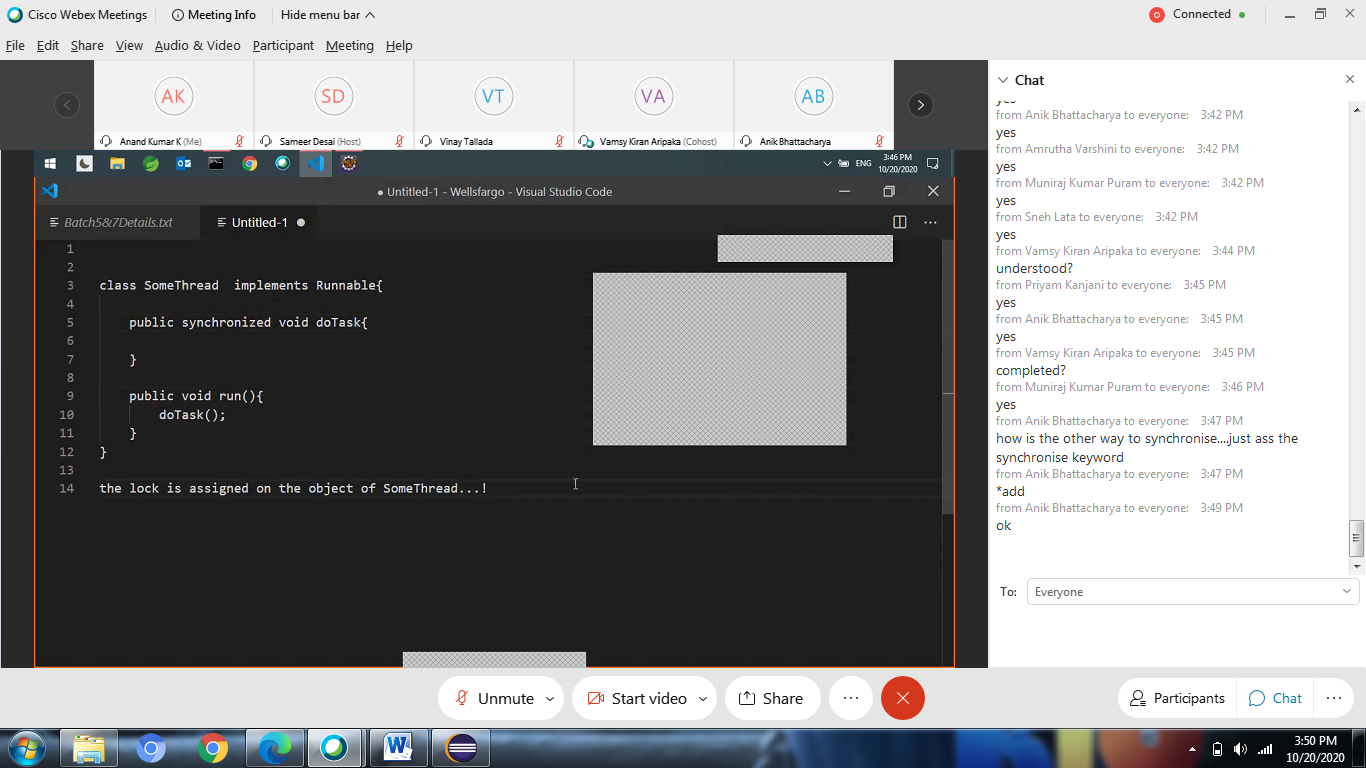 Cisco Webex Meetings
Meeting Info
Hide menu bar
Connected
File Edit Share View Audio & Video Participant Meeting Help
AK
SD
VT
VA
AB
Anand Kumar K (Me)
Sameer Desai (Host)
Vinay Tallada
Vamsy Kiran Aripaka (Cohost)
Anik Bhattacharya
ENG
3:46 PM
10/20/2020
● Untitled-1 - Wellsfargo - Visual Studio Code
Batch5&7Details.txt
Untitled-1
1
2
3 class SomeThread  implements Runnable{
4
5 public synchronized void doTask{
6
7 }
8
9 public void run(){
10 doTask();
11 }
12 }
13
14 the lock is assigned on the object of SomeThread...!
Chat
yes
from Anik Bhattacharya to everyone: 3:42 PM
yes
from Amrutha Varshini to everyone: 3:42 PM
yes
from Muniraj Kumar Puram to everyone: 3:42 PM
yes
from Sneh Lata to everyone: 3:42 PM
yes
from Vamsy Kiran Aripaka to everyone: 3:44 PM
understood?
from Priyam Kanjani to everyone: 3:45 PM
yes
from Anik Bhattacharya to everyone: 3:45 PM
yes
from Vamsy Kiran Aripaka to everyone: 3:45 PM
completed?
from Muniraj Kumar Puram to everyone: 3:46 PM
yes
from Anik Bhattacharya to everyone: 3:47 PM
how is the other way to synchronise....just ass the
synchronise keyword
from Anik Bhattacharya to everyone: 3:47 PM
*add
from Anik Bhattacharya to everyone: 3:49 PM
ok
To: Everyone
Unmute
Start video
Share
Participants
Chat
3:50 PM
10/20/2020